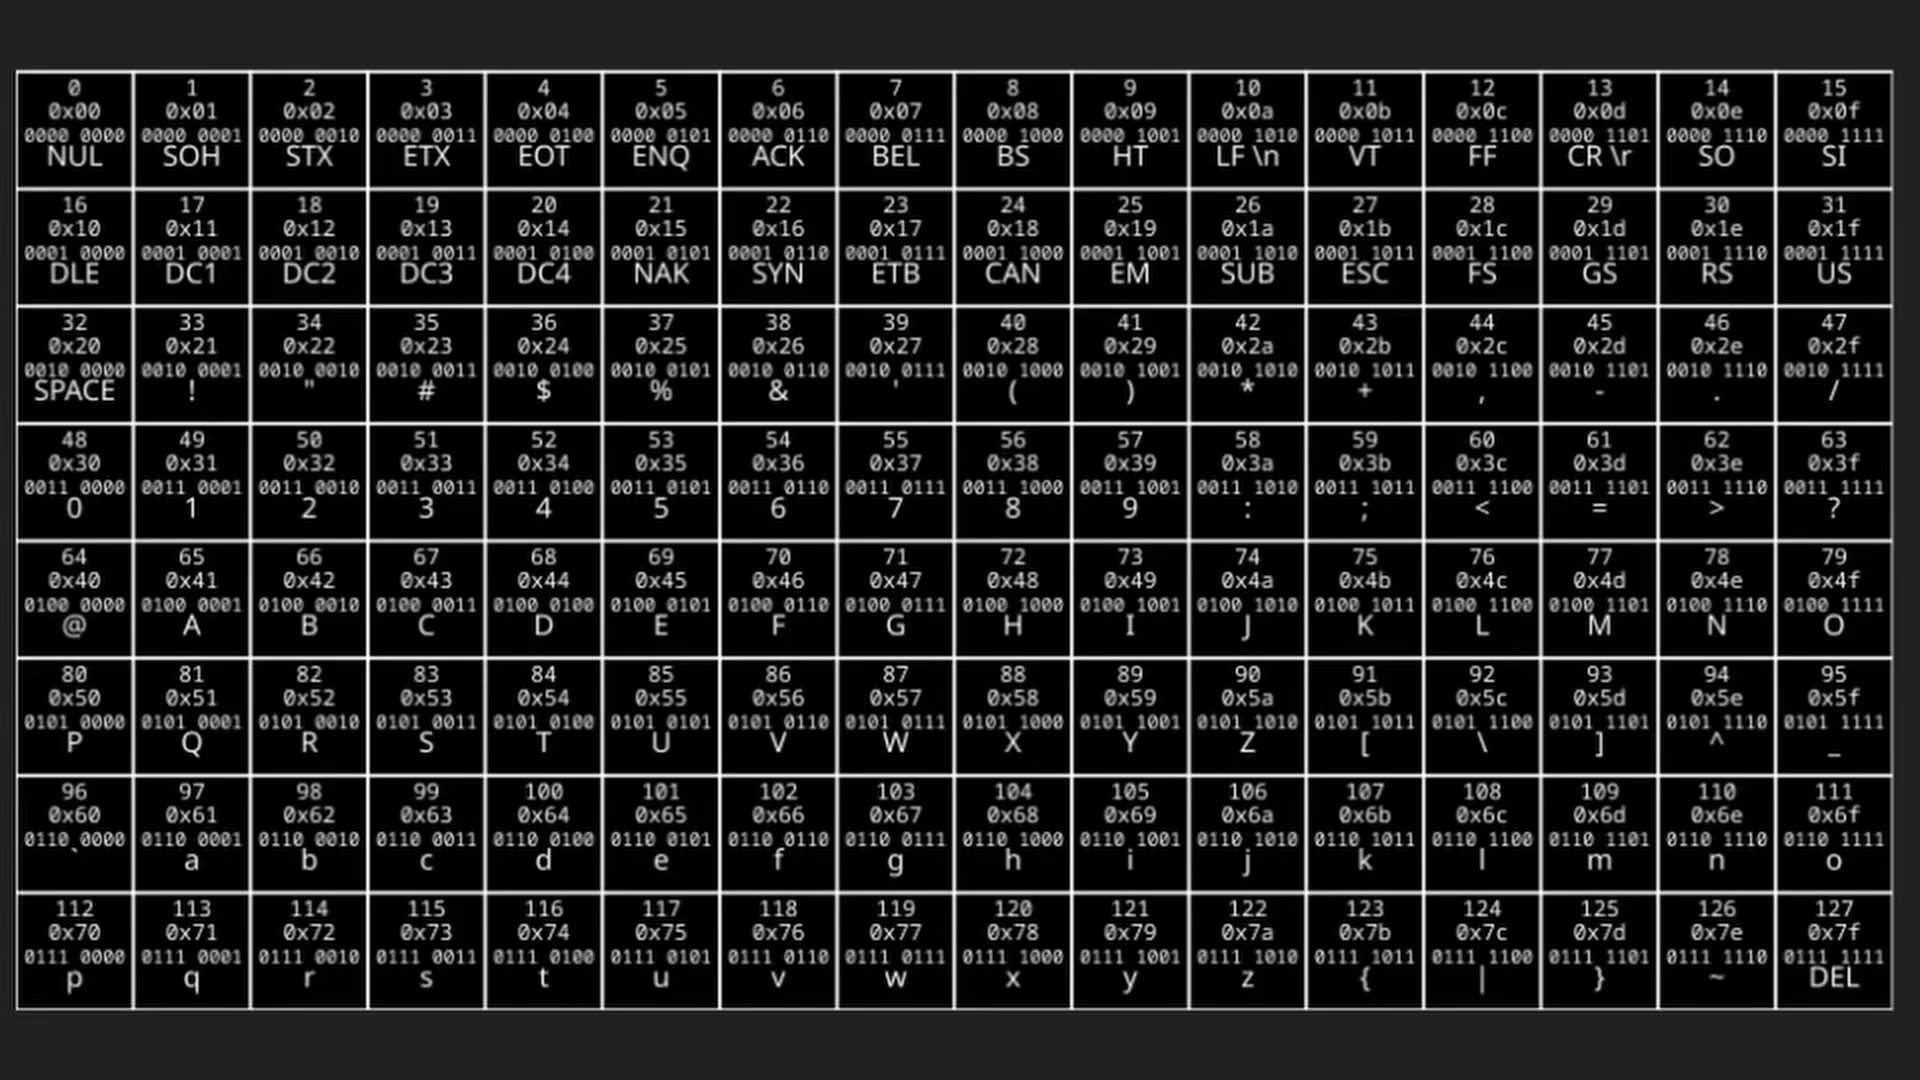 0 1 2 3 4 5 6 7 8 9 10 11 12 13 14 15
0x00 0x01 0x02 0x03 0x04 0x05 0x06 0x07 0x08 0x09 0x0a 0x0b 0x0c 0x0d 0x0e 0x0f
0000 0000 0000 0001 0000 0010 0000 0011 0000 0100 0000 0101 0000 0110 0000 0111 0000 1000 0000 1001 0000 1010 0000 1011 0000 1100 0000 1101 0000 1110 0000 1111
NUL SOH STX ETX EOT ENQ ACK BEL BS HT LF \n VT FF CR \r SO SI
16 17 18 19 20 21 22 23 24 25 26 27 28 29 30 31
0x10 0x11 0x12 0x13 0x14 0x15 0x16 0x17 0x18 0x19 0x1a 0x1b 0x1c 0x1d 0x1e 0x1f
0001 0000 0001 0001 0001 0010 0001 0011 0001 0100 0001 0101 0001 0110 0001 0111 0001 1000 0001 1001 0001 1010 0001 1011 0001 1100 0001 1101 0001 1110 0001 1111
DLE DC1 DC2 DC3 DC4 NAK SYN ETB CAN EM SUB ESC FS GS RS US
32 33 34 35 36 37 38 39 40 41 42 43 44 45 46 47
0x20 0x21 0x22 0x23 0x24 0x25 0x26 0x27 0x28 0x29 0x2a 0x2b 0x2c 0x2d 0x2e 0x2f
0010 0000 0010 0001 0010 0010 0010 0011 0010 0100 0010 0101 0010 0110 0010 0111 0010 1000 0010 1001 0010 1010 0010 1011 0010 1100 0010 1101 0010 1110 0010 1111
SPACE ! " # $ % & ' ( ) * + , - . /
48 49 50 51 52 53 54 55 56 57 58 59 60 61 62 63
0x30 0x31 0x32 0x33 0x34 0x35 0x36 0x37 0x38 0x39 0x3a 0x3b 0x3c 0x3d 0x3e 0x3f
0011 0000 0011 0001 0011 0010 0011 0011 0011 0100 0011 0101 0011 0110 0011 0111 0011 1000 0011 1001 0011 1010 0011 1011 0011 1100 0011 1101 0011 1110 0011 1111
0 1 2 3 4 5 6 7 8 9 : ; < = > ?
64 65 66 67 68 69 70 71 72 73 74 75 76 77 78 79
0x40 0x41 0x42 0x43 0x44 0x45 0x46 0x47 0x48 0x49 0x4a 0x4b 0x4c 0x4d 0x4e 0x4f
0100 0000 0100 0001 0100 0010 0100 0011 0100 0100 0100 0101 0100 0110 0100 0111 0100 1000 0100 1001 0100 1010 0100 1011 0100 1100 0100 1101 0100 1110 0100 1111
@ A B C D E F G H I J K L M N O
80 81 82 83 84 85 86 87 88 89 90 91 92 93 94 95
0x50 0x51 0x52 0x53 0x54 0x55 0x56 0x57 0x58 0x59 0x5a 0x5b 0x5c 0x5d 0x5e 0x5f
0101 0000 0101 0001 0101 0010 0101 0011 0101 0100 0101 0101 0101 0110 0101 0111 0101 1000 0101 1001 0101 1010 0101 1011 0101 1100 0101 1101 0101 1110 0101 1111
P Q R S T U V W X Y Z [ \ ] ^ _
96 97 98 99 100 101 102 103 104 105 106 107 108 109 110 111
0x60 0x61 0x62 0x63 0x64 0x65 0x66 0x67 0x68 0x69 0x6a 0x6b 0x6c 0x6d 0x6e 0x6f
0110 0000 0110 0001 0110 0010 0110 0011 0110 0100 0110 0101 0110 0110 0110 0111 0110 1000 0110 1001 0110 1010 0110 1011 0110 1100 0110 1101 0110 1110 0110 1111
` a b c d e f g h i j k l m n o
112 113 114 115 116 117 118 119 120 121 122 123 124 125 126 127
0x70 0x71 0x72 0x73 0x74 0x75 0x76 0x77 0x78 0x79 0x7a 0x7b 0x7c 0x7d 0x7e 0x7f
0111 0000 0111 0001 0111 0010 0111 0011 0111 0100 0111 0101 0111 0110 0111 0111 0111 1000 0111 1001 0111 1010 0111 1011 0111 1100 0111 1101 0111 1110 0111 1111
p q r s t u v w x y z { | } ~ DEL